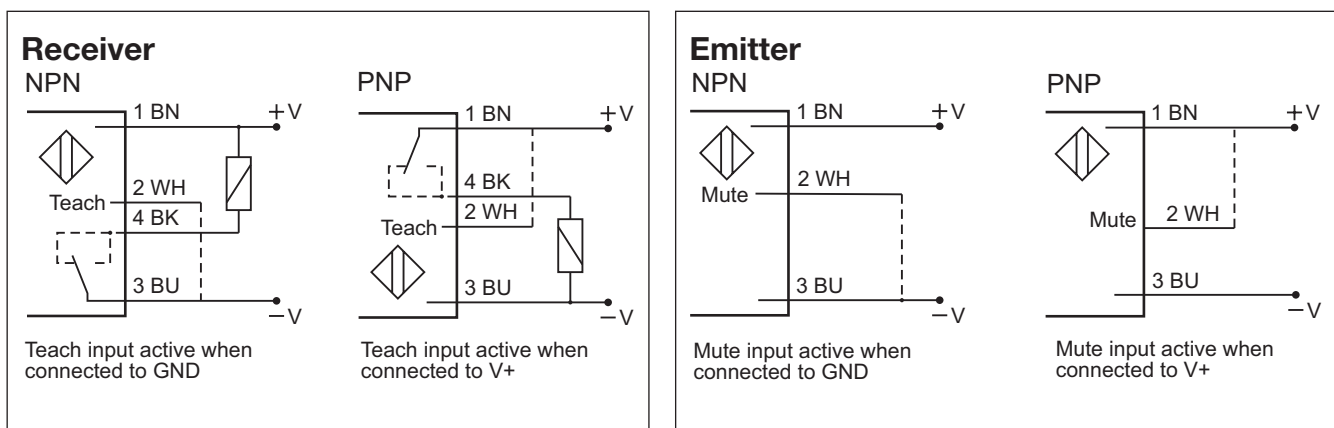 Receiver
NPN
1 BN
+V
2 WH
Teach
4 BK
3 BU
−V
Teach input active when
connected to GND
PNP
1 BN
+V
4 BK
2 WH
Teach
3 BU
−V
Teach input active when
connected to V+
Emitter
NPN
1 BN
+V
2 WH
Mute
3 BU
−V
Mute input active when
connected to GND
PNP
1 BN
+V
Mute
2 WH
3 BU
−V
Mute input active when
connected to V+